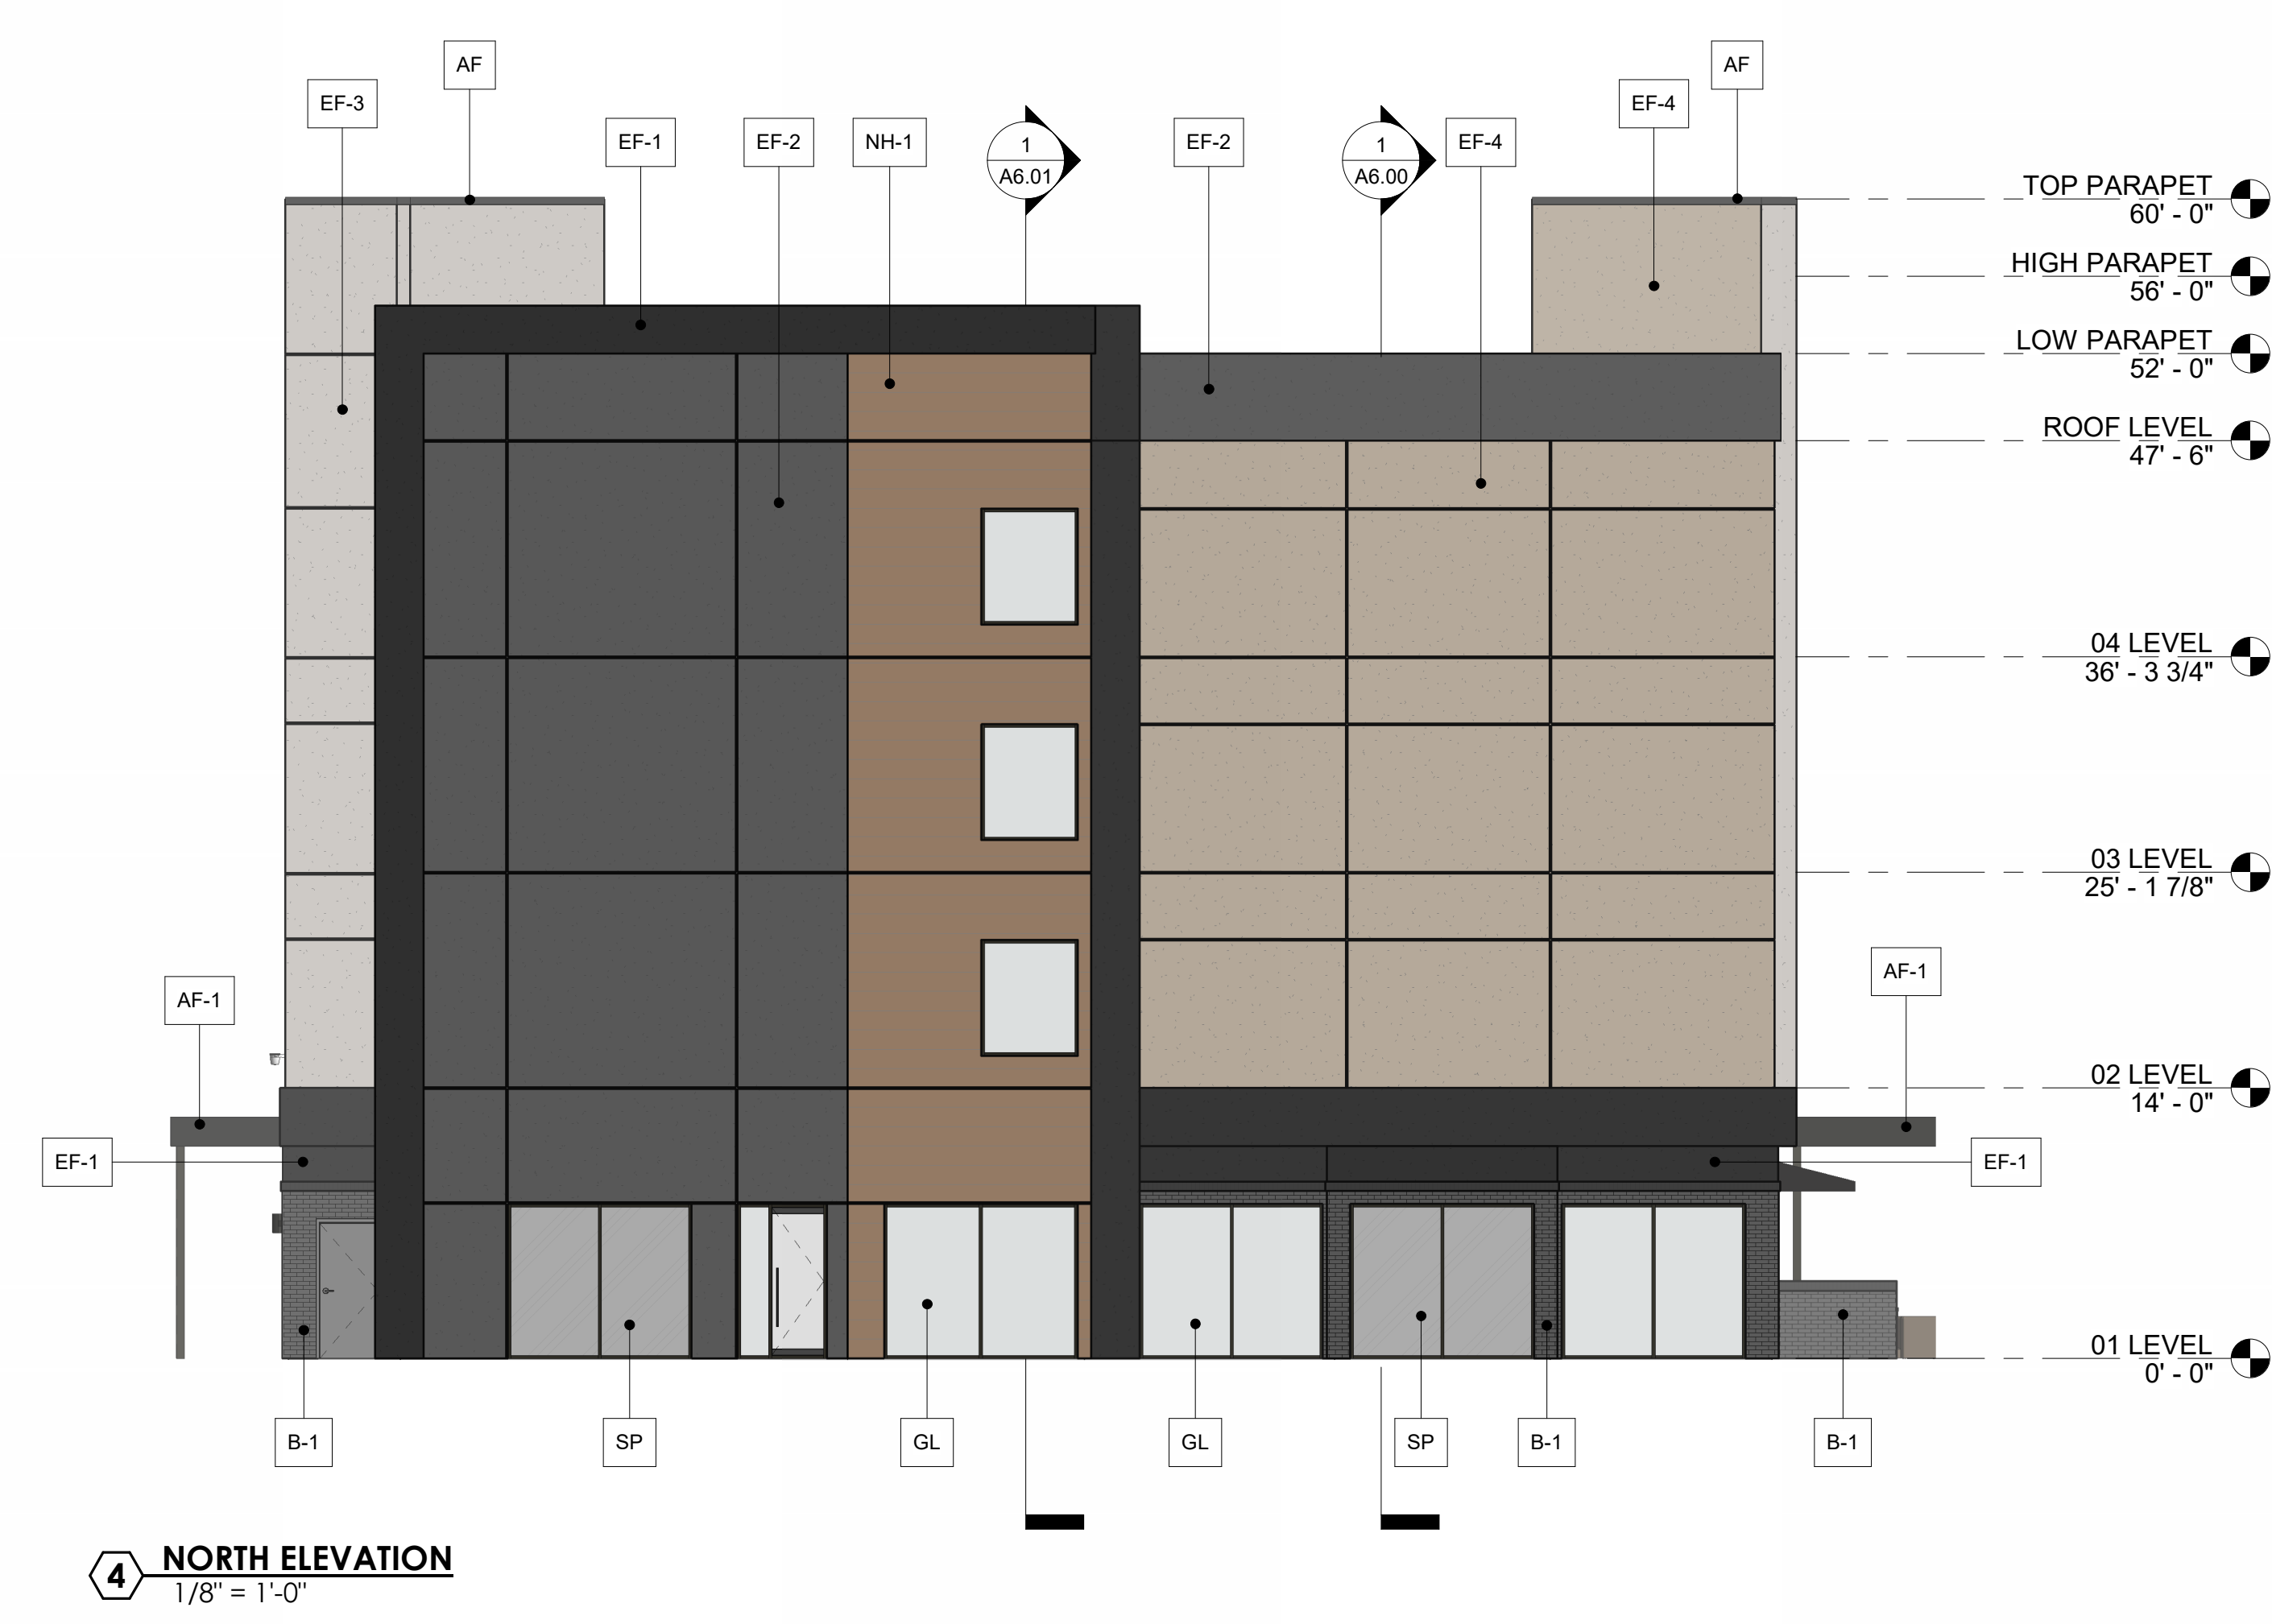 AF
AF
EF-3
EF-4
EF-1
EF-2
NH-1
1
A6.01
EF-2
1
A6.00
EF-4
TOP PARAPET
60' - 0"
HIGH PARAPET
56' - 0"
LOW PARAPET
52' - 0"
ROOF LEVEL
47' - 6"
04 LEVEL
36' - 3 3/4"
03 LEVEL
25' - 1 7/8"
AF-1
AF-1
02 LEVEL
14' - 0"
EF-1
EF-1
01 LEVEL
0' - 0"
B-1
SP
GL
GL
SP
B-1
B-1
4
NORTH ELEVATION
1/8" = 1'-0"